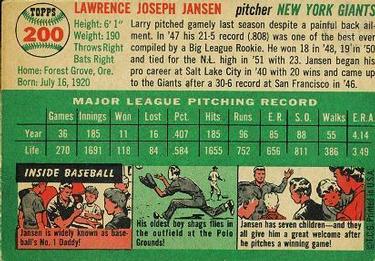 TOPPS
200
LAWRENCE JOSEPH JANSEN pitcher NEW YORK GIANTS
Height: 6' 1"
Weight: 190
Throws Right
Bats Right
Home: Forest Grove, Ore.
Born: July 16, 1920
Larry pitched gamely last season despite a painful back ail-
ment. In '47 his 21-5 record (.808) was one of the best ever
compiled by a Big League Rookie. He won 18 in '48, 19 in '50
and tied for the N.L. high in '51 with 23. Jansen began his
pro career at Salt Lake City in '40 with 20 wins and came up
to the Giants after a 30-6 record at San Francisco in '46.
MAJOR LEAGUE PITCHING RECORD
Games Innings Won Lost Pct. Hits Runs E.R. S.O. Walks E.R.A.
Year 36 185 11 16 .407 185 96 85 88 55 4.14
Life 270 1691 118 84 .584 1655 732 656 811 386 3.49
INSIDE BASEBALL
Jansen is widely known as base-
ball's No. 1 Daddy!
His oldest boy shags flies in
the outfield at the Polo
Grounds!
Jansen has seven children—and they
all give him a great welcome after
he pitches a winning game!
©T.C.G. Printed in U.S.A.